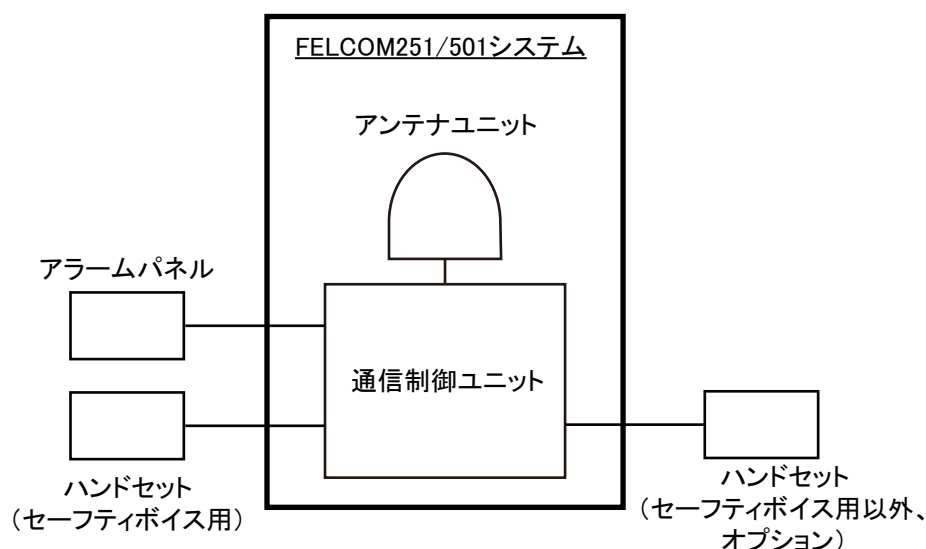 FELCOM251/501システム
アンテナユニット
アラームパネル
通信制御ユニット
ハンドセット
（セーフティボイス用）
ハンドセット
（セーフティボイス用以外、
オプション）